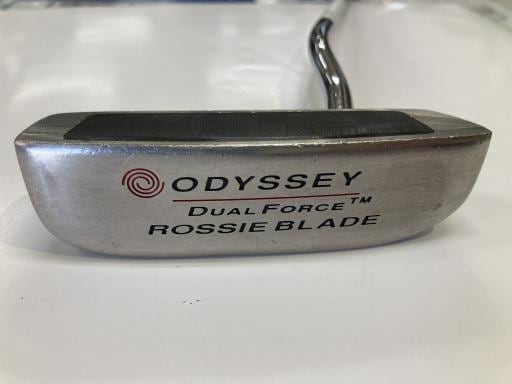 ODYSSEY
DUAL FORCE™
ROSSIE BLADE